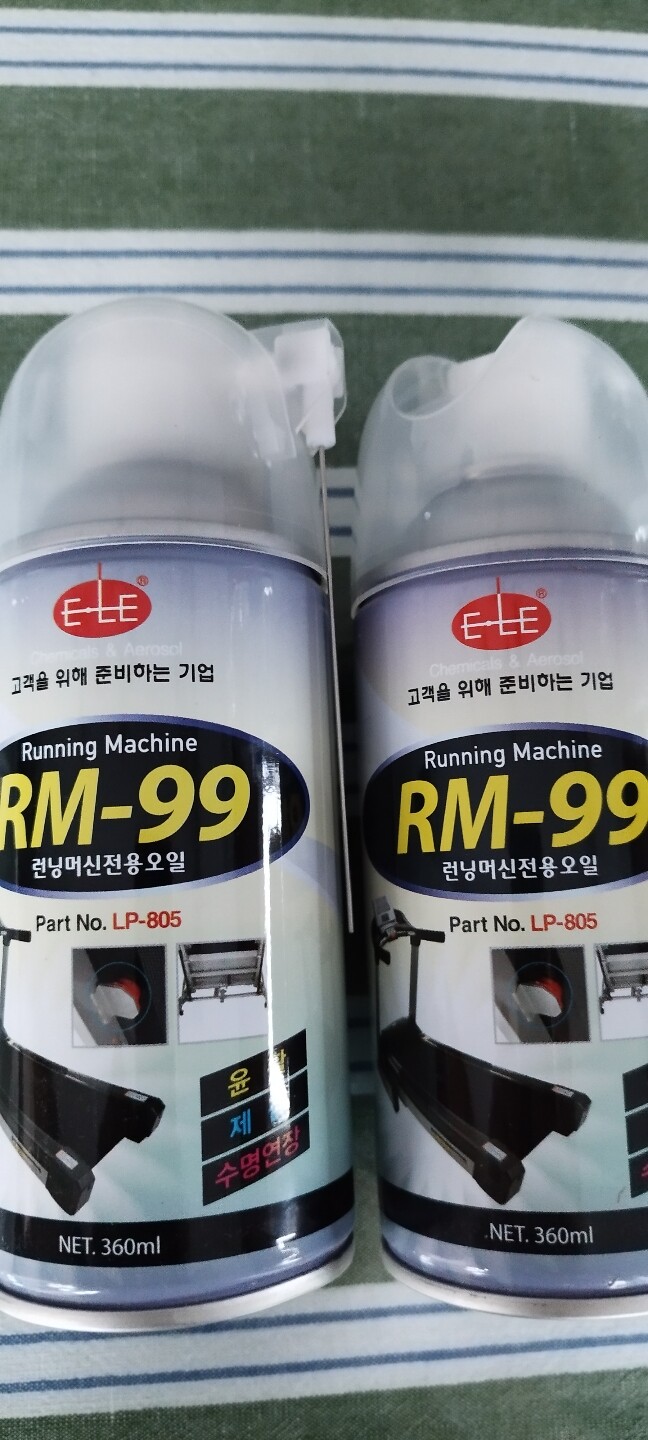 E·LE ®
Chemicals & Aerosol
고객을 위해 준비하는 기업
Running Machine
RM-99
런닝머신전용오일
Part No. LP-805
윤
제
수명연장
NET. 360ml
E·LE ®
Chemicals & Aerosol
고객을 위해 준비하는 기업
Running Machine
RM-99
런닝머신전용오일
Part No. LP-805
NET. 360ml